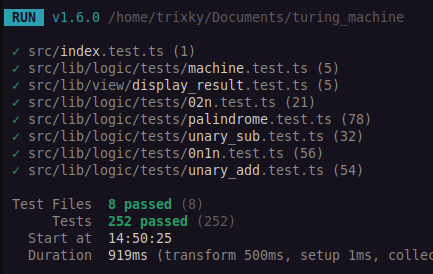 RUN v1.6.0 /home/trixky/Documents/turing_machine
✓ src/index.test.ts (1)
✓ src/lib/logic/tests/machine.test.ts (5)
✓ src/lib/view/display_result.test.ts (5)
✓ src/lib/logic/tests/02n.test.ts (21)
✓ src/lib/logic/tests/palindrome.test.ts (78)
✓ src/lib/logic/tests/unary_sub.test.ts (32)
✓ src/lib/logic/tests/0n1n.test.ts (56)
✓ src/lib/logic/tests/unary_add.test.ts (54)
Test Files 8 passed (8)
Tests 252 passed (252)
Start at 14:50:25
Duration 919ms (transform 500ms, setup 1ms, collec